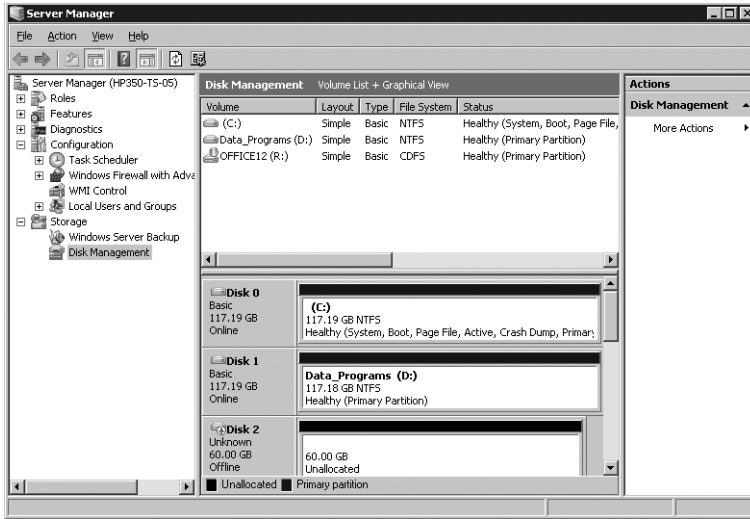 Server Manager
File Action View Help
Server Manager (HP350-TS-05)
Roles
Features
Diagnostics
Configuration
Task Scheduler
Windows Firewall with Adva
WMI Control
Local Users and Groups
Storage
Windows Server Backup
Disk Management
Disk Management Volume List + Graphical View
Volume Layout Type File System Status
(C:) Simple Basic NTFS Healthy (System, Boot, Page File,
Data_Programs (D:) Simple Basic NTFS Healthy (Primary Partition)
OFFICE12 (R:) Simple Basic CDFS Healthy (Primary Partition)
Disk 0
Basic
117.19 GB
Online
(C:)
117.19 GB NTFS
Healthy (System, Boot, Page File, Active, Crash Dump, Primar
Disk 1
Basic
117.19 GB
Online
Data_Programs (D:)
117.18 GB NTFS
Healthy (Primary Partition)
Disk 2
Unknown
60.00 GB
Offline
60.00 GB
Unallocated
Unallocated Primary partition
Actions
Disk Management
More Actions